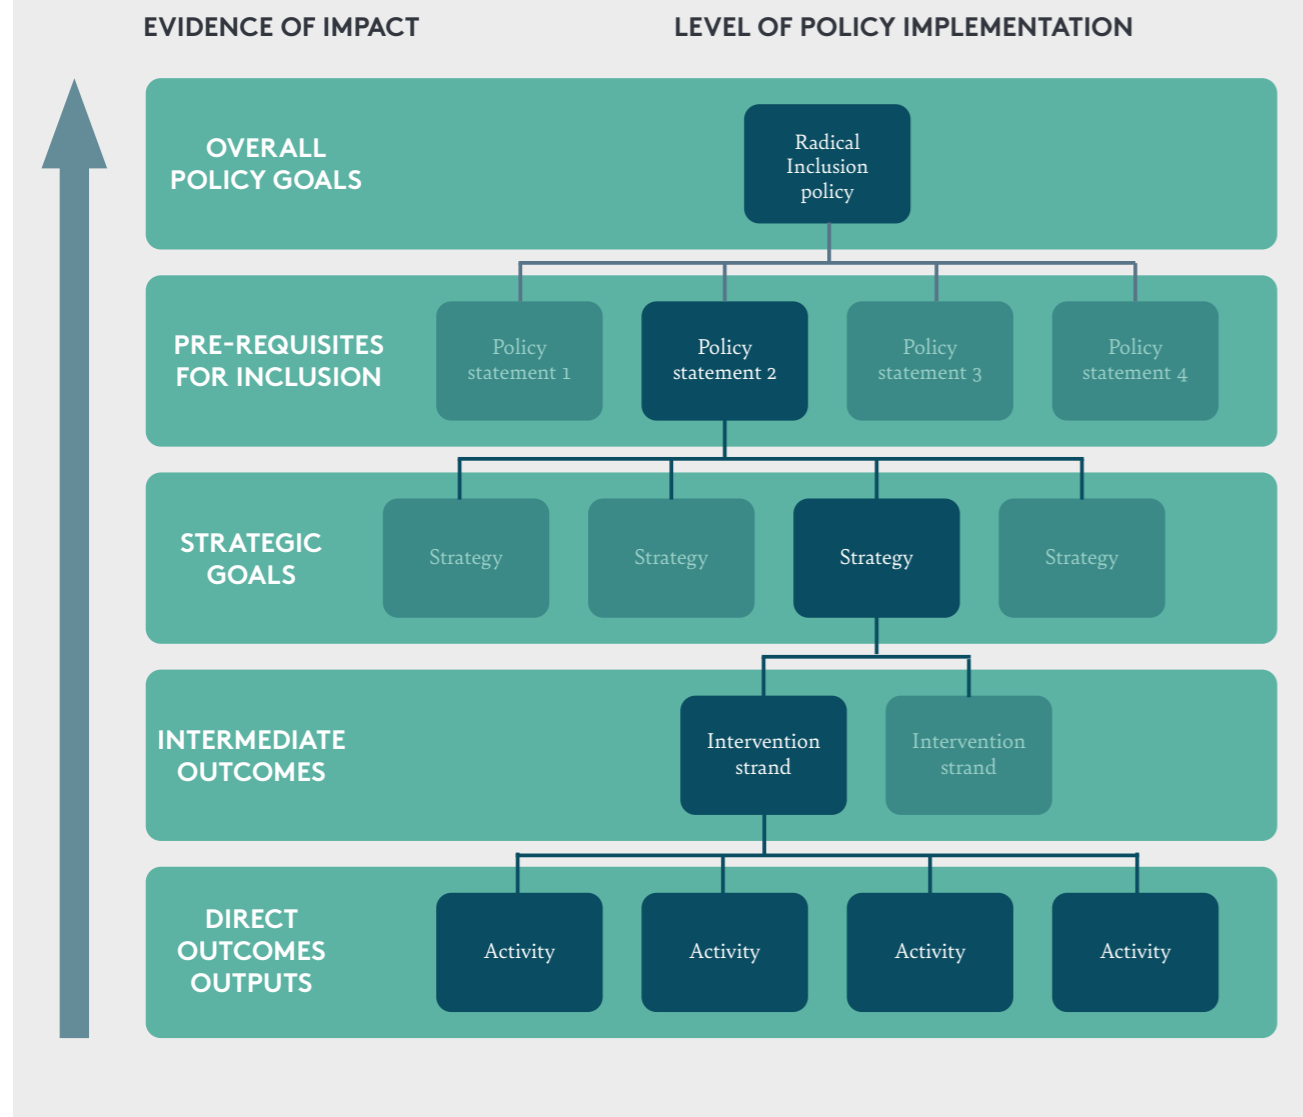 EVIDENCE OF IMPACT
LEVEL OF POLICY IMPLEMENTATION
OVERALL
POLICY GOALS
Radical
Inclusion
policy
PRE-REQUISITES
FOR INCLUSION
Policy
statement 1
Policy
statement 2
Policy
statement 3
Policy
statement 4
STRATEGIC
GOALS
Strategy
Strategy
Strategy
Strategy
INTERMEDIATE
OUTCOMES
Intervention
strand
Intervention
strand
DIRECT
OUTCOMES
OUTPUTS
Activity
Activity
Activity
Activity